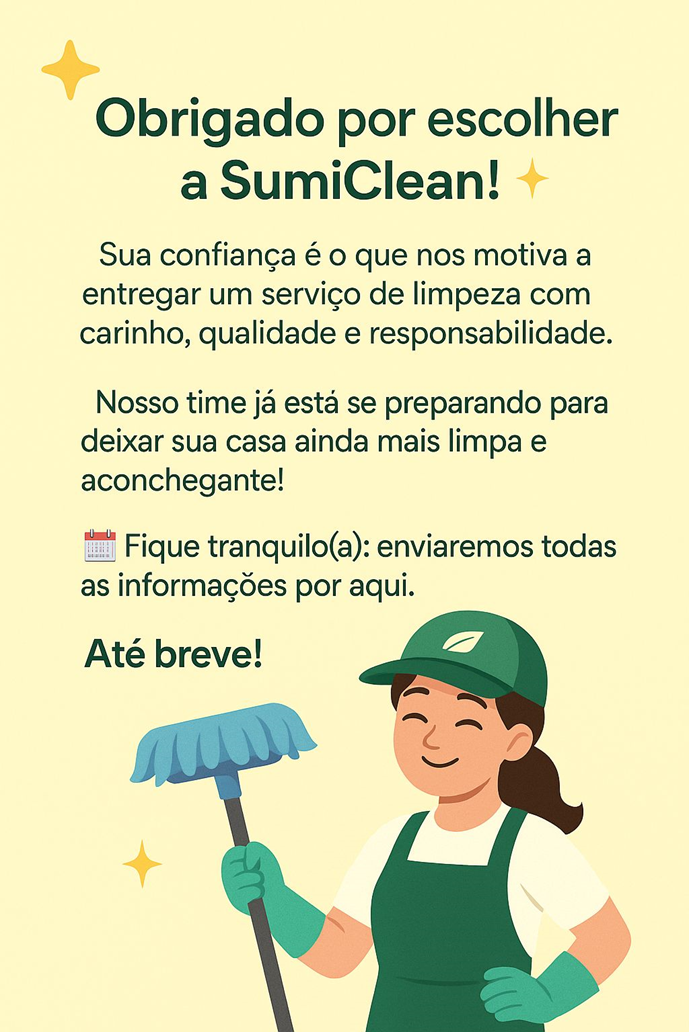 Obrigado por escolher
a SumiClean! ✨
Sua confiança é o que nos motiva a
entregar um serviço de limpeza com
carinho, qualidade e responsabilidade.
Nosso time já está se preparando para
deixar sua casa ainda mais limpa e
aconchegante!
📅 Fique tranquilo(a): enviaremos todas
as informações por aqui.
Até breve!